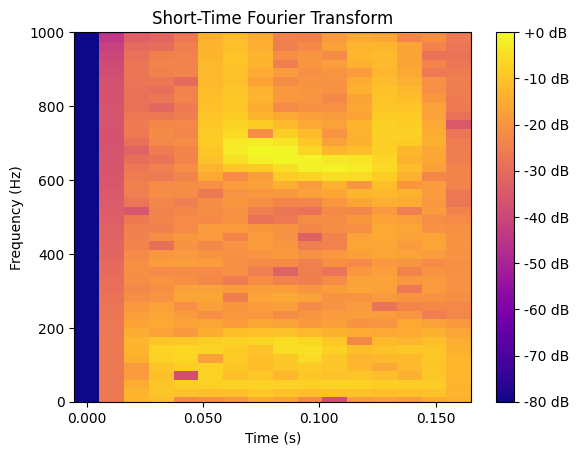 Short-Time Fourier Transform
1000
800
600
400
200
0
Frequency (Hz)
0.000
0.050
0.100
0.150
Time (s)
+0 dB
-10 dB
-20 dB
-30 dB
-40 dB
-50 dB
-60 dB
-70 dB
-80 dB